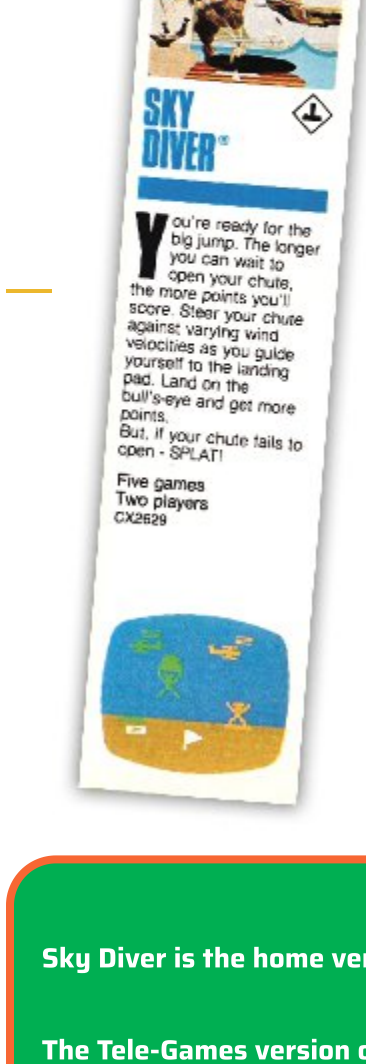 SKY
DIVER®
You're ready for the
big jump. The longer
you can wait to
open your chute,
the more points you'll
score. Steer your chute
against varying wind
velocities as you guide
yourself to the landing
pad. Land on the
bull's-eye and get more
points.
But, if your chute fails to
open - SPLAT!
Five games
Two players
CX2629
Sky Diver is the home ver
The Tele-Games version o